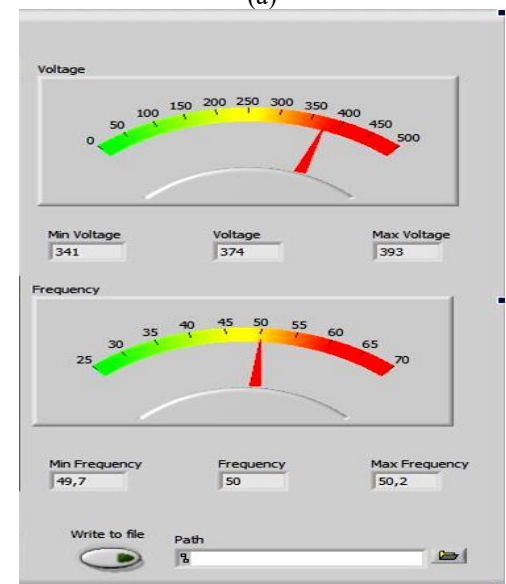 (a)
Voltage
0 50 100 150 200 250 300 350 400 450 500
Min Voltage Voltage Max Voltage
341 374 393
Frequency
25 30 35 40 45 50 55 60 65 70
Min Frequency Frequency Max Frequency
49,7 50 50,2
Write to file Path